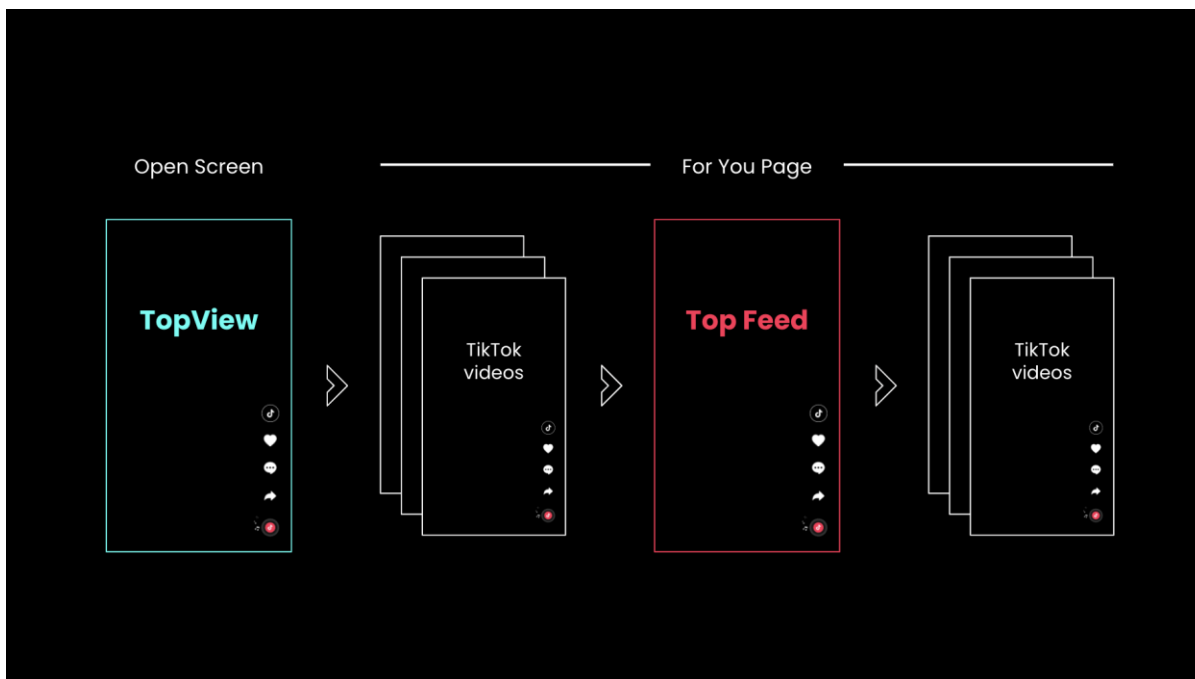 Open Screen
For You Page
TopView
TikTok
videos
Top Feed
TikTok
videos